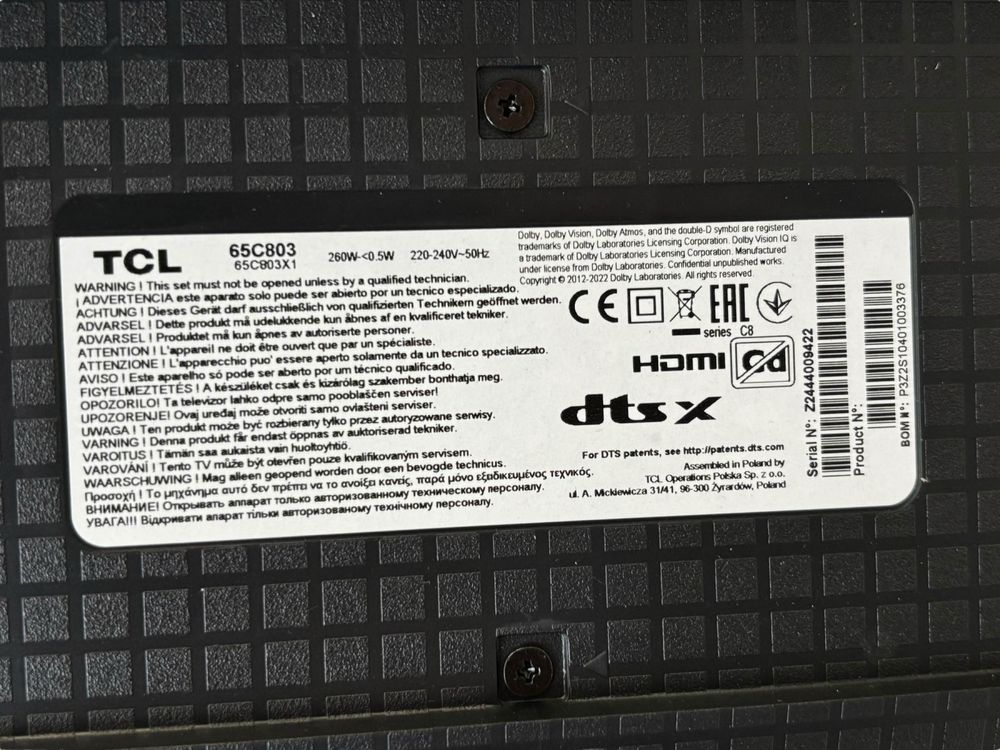 TCL
65C803
65C803X1
260W-<0.5W 220-240V~50Hz
Dolby, Dolby Vision, Dolby Atmos, and the double-D symbol are registered
trademarks of Dolby Laboratories Licensing Corporation. Dolby Vision IQ is
a trademark of Dolby Laboratories Licensing Corporation. Manufactured
under license from Dolby Laboratories. Confidential unpublished works.
Copyright © 2012-2022 Dolby Laboratories. All rights reserved.
WARNING ! This set must not be opened unless by a qualified technician.
¡ ADVERTENCIA este aparato solo puede ser abierto por un tecnico especializado.
ACHTUNG ! Dieses Gerät darf ausschließlich von qualifizierten Technikern geöffnet werden.
ADVARSEL ! Dette produkt må udelukkende kun åbnes af en kvalificeret tekniker.
ADVARSEL ! Produktet må kun åpnes av autoriserte personer.
ATTENTION ! L'appareil ne doit être ouvert que par un spécialiste.
ATTENZIONE ! L'apparecchio puo' essere aperto solamente da un tecnico specializzato.
AVISO ! Este aparelho só pode ser aberto por um técnico qualificado.
FIGYELMEZTETÉS ! A készüléket csak és kizárólag szakember bonthatja meg.
OPOZORILO! Ta televizor lahko odpre samo pooblaščen serviser!
UPOZORENJE! Ovaj uređaj može otvoriti samo ovlašteni serviser.
UWAGA ! Ten produkt może być rozbierany tylko przez autoryzowane serwisy.
VARNING ! Denna produkt får endast öppnas av auktoriserad tekniker.
VAROITUS ! Tämän saa aukaista vain huoltoyhtiö.
VAROVÁNÍ ! Tento TV může být otevřen pouze kvalifikovaným servisem.
WAARSCHUWING ! Mag alleen geopend worden door een bevogde technicus.
Προσοχή ! Το μηχάνημα αυτό δεν πρέπει να το ανοίξει κανείς, παρά μόνο εξειδικευμένος τεχνικός.
ВНИМАНИЕ! Открывать аппарат только авторизованному техническому персоналу.
УВАГА!!! Відкривати апарат тільки авторизованому технічному персоналу.
CE
EAC
series C8
HDMI
dts X
For DTS patents, see http://patents.dts.com
Assembled in Poland by
TCL Operations Polska Sp. z o.o.
ul. A. Mickiewicza 31/41, 96-300 Żyrardów, Poland
Serial Nº: Z2444009422
Product Nº:
BOM Nº: P3Z2S10401003376